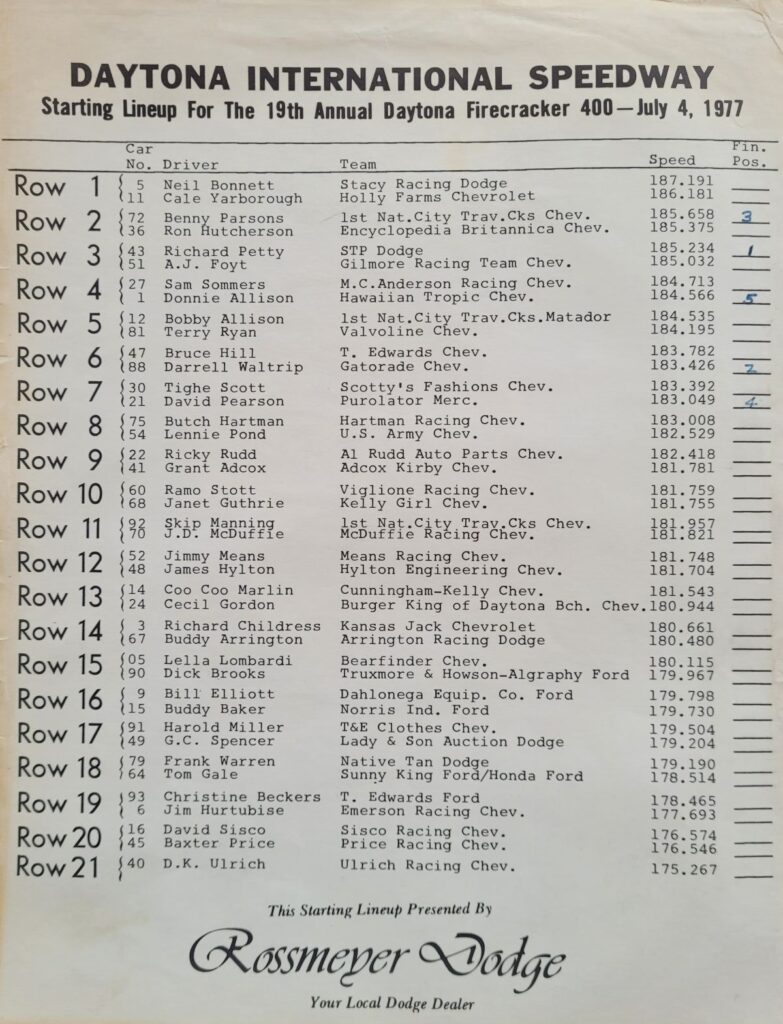 DAYTONA INTERNATIONAL SPEEDWAY
Starting Lineup For The 19th Annual Daytona Firecracker 400—July 4, 1977
Car No. Driver Team Speed Fin. Pos.
Row 1 5 Neil Bonnett Stacy Racing Dodge 187.191
11 Cale Yarborough Holly Farms Chevrolet 186.181
Row 2 72 Benny Parsons 1st Nat.City Trav.Cks Chev. 185.658 3
36 Ron Hutcherson Encyclopedia Britannica Chev. 185.375
Row 3 43 Richard Petty STP Dodge 185.234 1
51 A.J. Foyt Gilmore Racing Team Chev. 185.032
Row 4 27 Sam Sommers M.C.Anderson Racing Chev. 184.713
1 Donnie Allison Hawaiian Tropic Chev. 184.566 5
Row 5 12 Bobby Allison 1st Nat.City Trav.Cks.Matador 184.535
81 Terry Ryan Valvoline Chev. 184.195
Row 6 47 Bruce Hill T. Edwards Chev. 183.782
88 Darrell Waltrip Gatorade Chev. 183.426 2
Row 7 30 Tighe Scott Scotty's Fashions Chev. 183.392
21 David Pearson Purolator Merc. 183.049 4
Row 8 75 Butch Hartman Hartman Racing Chev. 183.008
54 Lennie Pond U.S. Army Chev. 182.529
Row 9 22 Ricky Rudd Al Rudd Auto Parts Chev. 182.418
41 Grant Adcox Adcox Kirby Chev. 181.781
Row 10 60 Ramo Stott Viglione Racing Chev. 181.759
68 Janet Guthrie Kelly Girl Chev. 181.755
Row 11 92 Skip Manning 1st Nat.City Trav.Cks Chev. 181.957
70 J.D. McDuffie McDuffie Racing Chev. 181.821
Row 12 52 Jimmy Means Means Racing Chev. 181.748
48 James Hylton Hylton Engineering Chev. 181.704
Row 13 14 Coo Coo Marlin Cunningham-Kelly Chev. 181.543
24 Cecil Gordon Burger King of Daytona Bch. Chev. 180.944
Row 14 3 Richard Childress Kansas Jack Chevrolet 180.661
67 Buddy Arrington Arrington Racing Dodge 180.480
Row 15 05 Lella Lombardi Bearfinder Chev. 180.115
90 Dick Brooks Truxmore & Howson-Algraphy Ford 179.967
Row 16 9 Bill Elliott Dahlonega Equip. Co. Ford 179.798
15 Buddy Baker Norris Ind. Ford 179.730
Row 17 91 Harold Miller T&E Clothes Chev. 179.504
49 G.C. Spencer Lady & Son Auction Dodge 179.204
Row 18 79 Frank Warren Native Tan Dodge 179.190
64 Tom Gale Sunny King Ford/Honda Ford 178.514
Row 19 93 Christine Beckers T. Edwards Ford 178.465
6 Jim Hurtubise Emerson Racing Chev. 177.693
Row 20 16 David Sisco Sisco Racing Chev. 176.574
45 Baxter Price Price Racing Chev. 176.546
Row 21 40 D.K. Ulrich Ulrich Racing Chev. 175.267
This Starting Lineup Presented By
Rossmeyer Dodge
Your Local Dodge Dealer